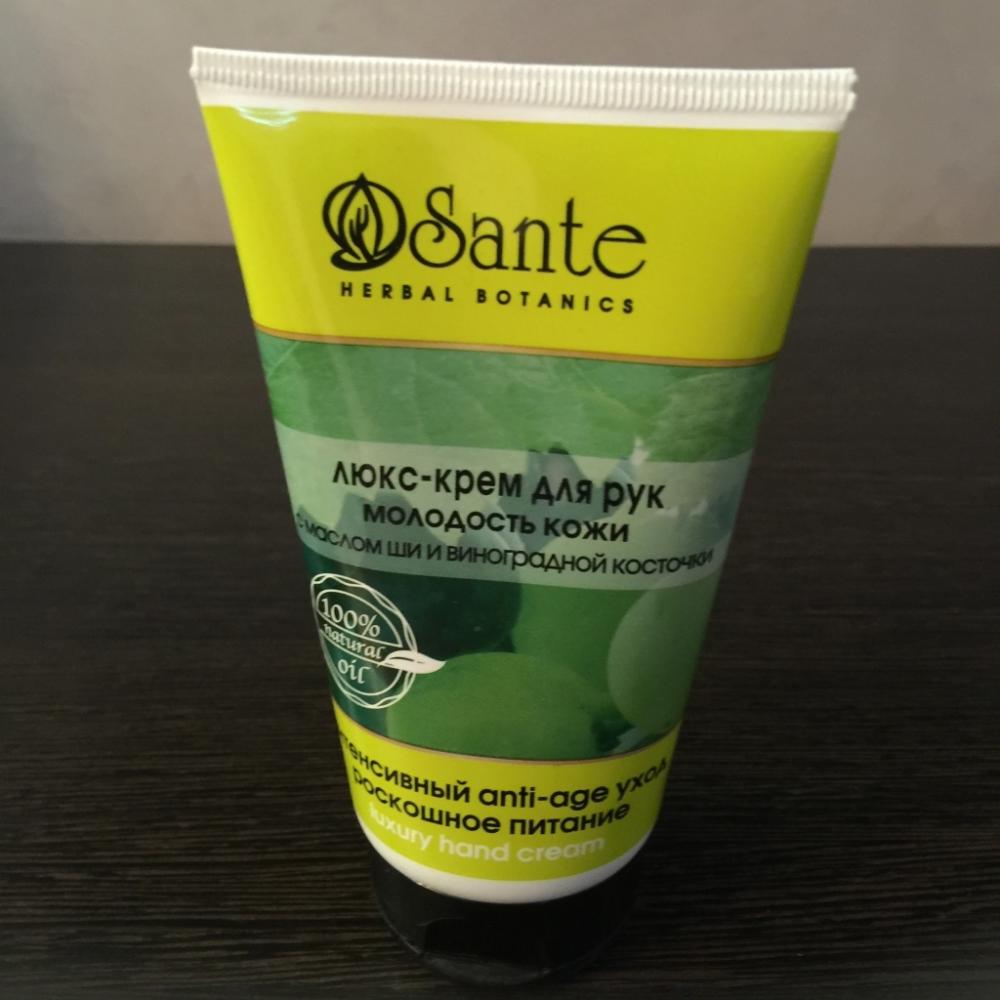 Sante
HERBAL BOTANICS
люкс-крем для рук
молодость кожи
с маслом ши и виноградной косточки
100%
natural
oil
anti-age уход
роскошное питание
luxury hand cream